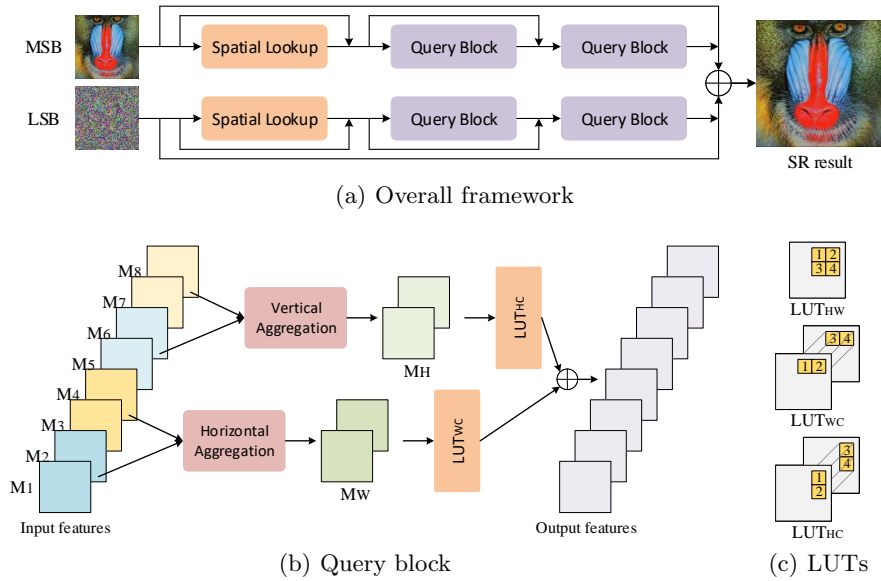 MSB
Spatial Lookup
Query Block
Query Block
LSB
Spatial Lookup
Query Block
Query Block
SR result
(a) Overall framework
M8
M7
M6
M5
M4
M3
M2
M1
Input features
Vertical
Aggregation
MH
LUTHC
Horizontal
Aggregation
MW
LUTWC
Output features
(b) Query block
1 2
3 4
LUTHW
3 4
1 2
LUTWC
3
4
1
2
LUTHC
(c) LUTs